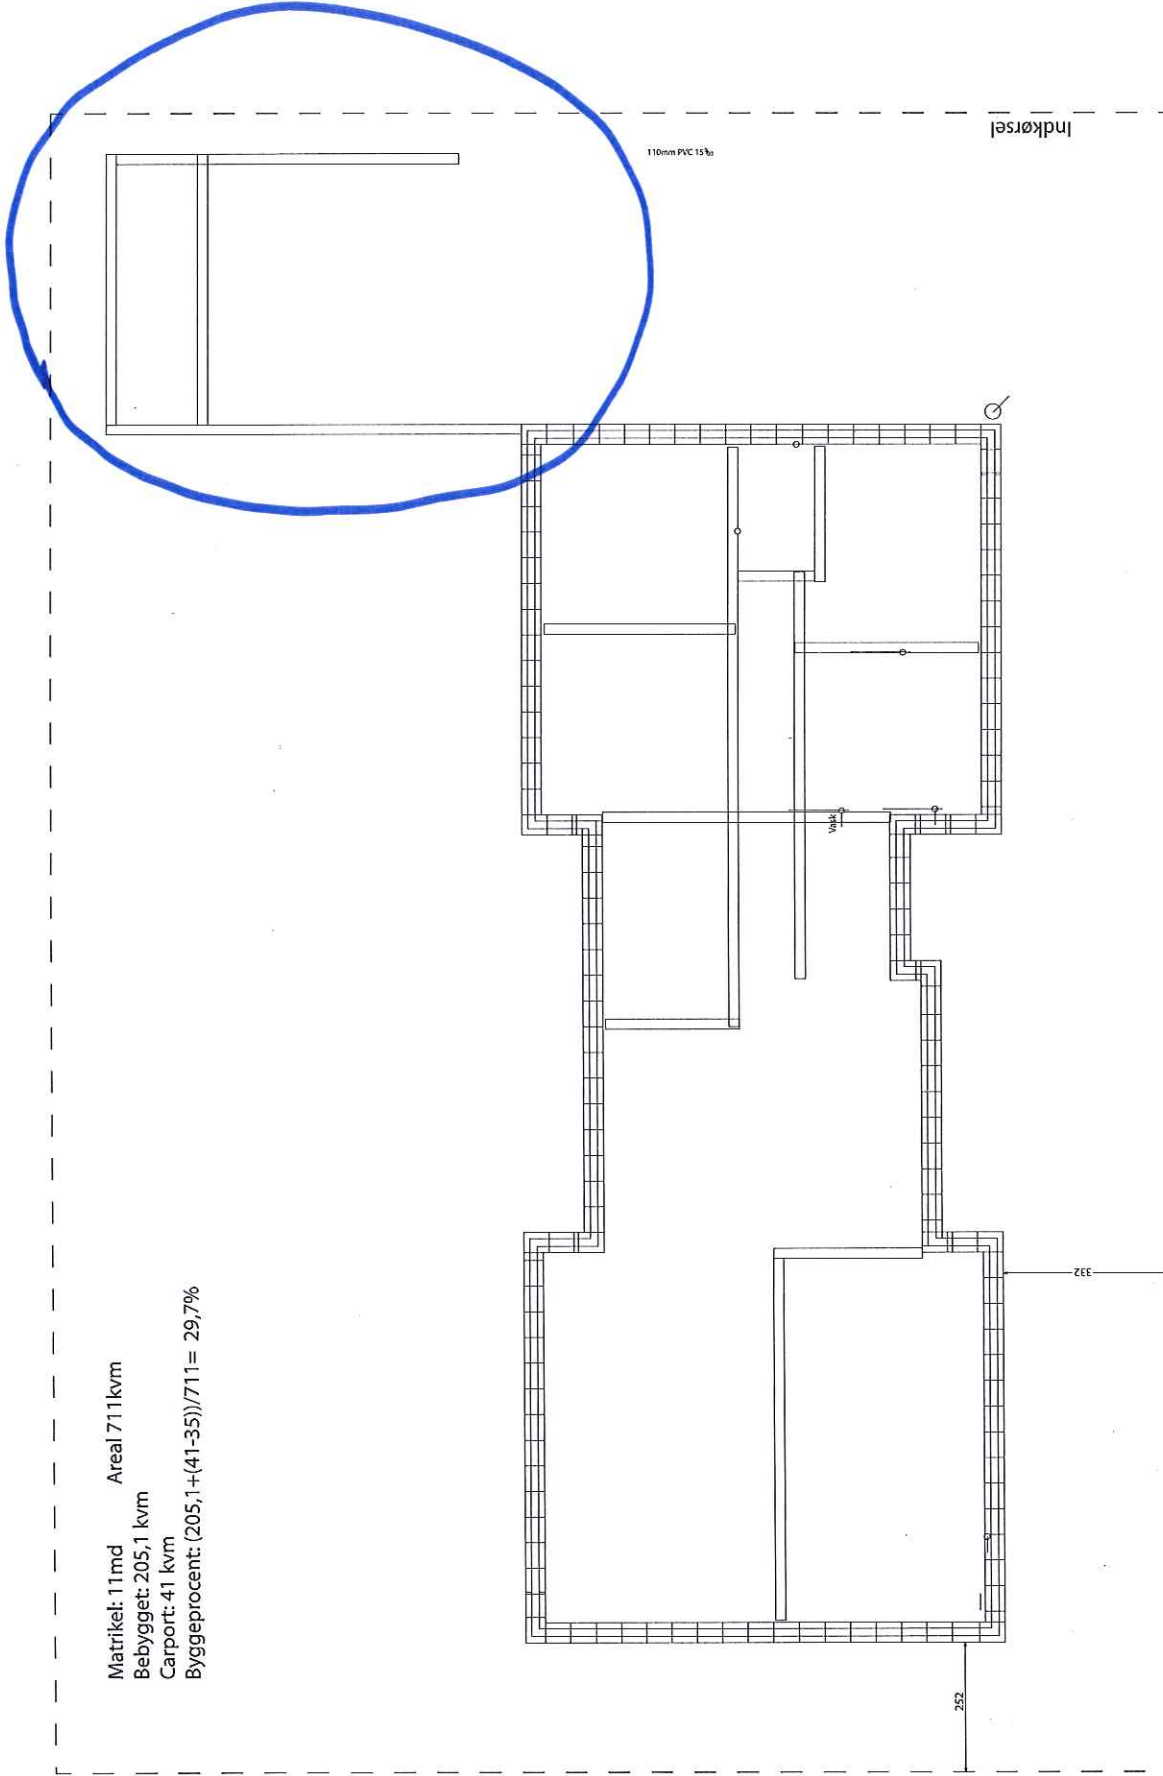 Indkørsel
110mm PVC 15‰
Vask
332
Matrikel: 11md Areal 711kvm
Bebygget: 205,1 kvm
Carport: 41 kvm
Byggeprocent: (205,1+(41-35))/711= 29,7%
252